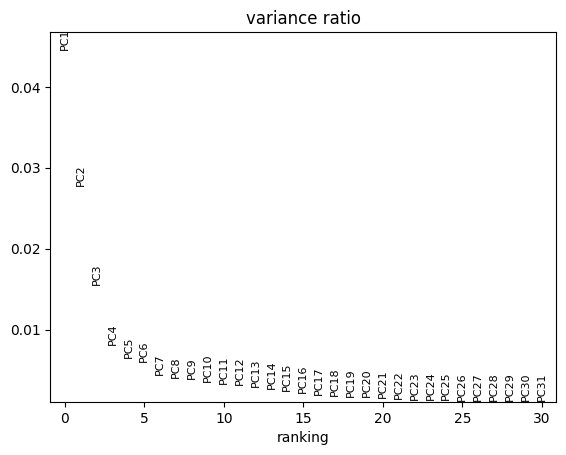 variance ratio
0.04
0.03
0.02
0.01
PC1
PC2
PC3
PC4
PC5
PC6
PC7
PC8
PC9
PC10
PC11
PC12
PC13
PC14
PC15
PC16
PC17
PC18
PC19
PC20
PC21
PC22
PC23
PC24
PC25
PC26
PC27
PC28
PC29
PC30
PC31
0 5 10 15 20 25 30
ranking